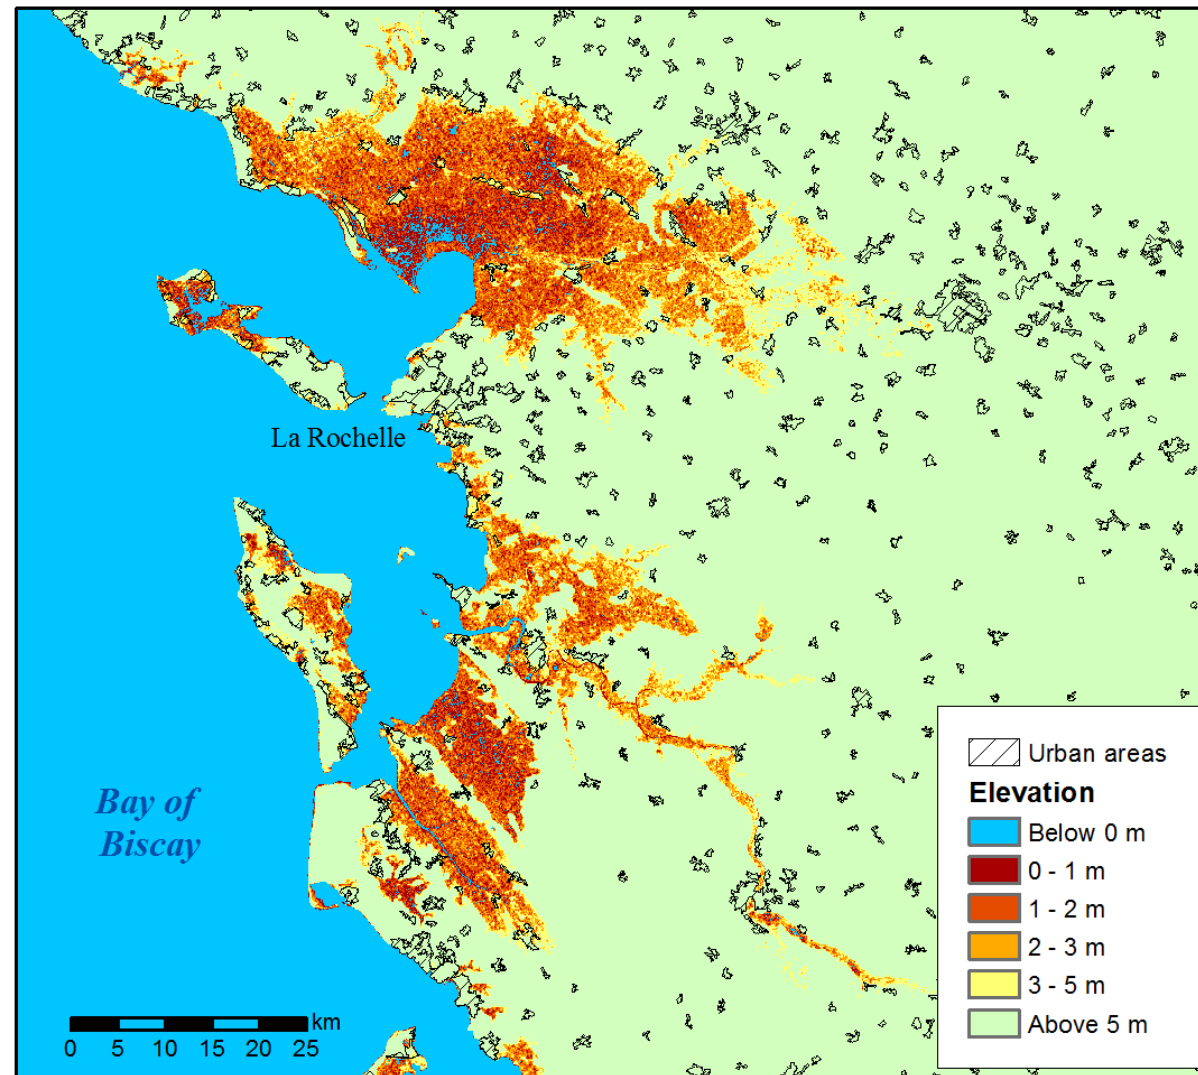 La Rochelle
Bay of
Biscay
km
0 5 10 15 20 25
Urban areas
Elevation
Below 0 m
0 - 1 m
1 - 2 m
2 - 3 m
3 - 5 m
Above 5 m